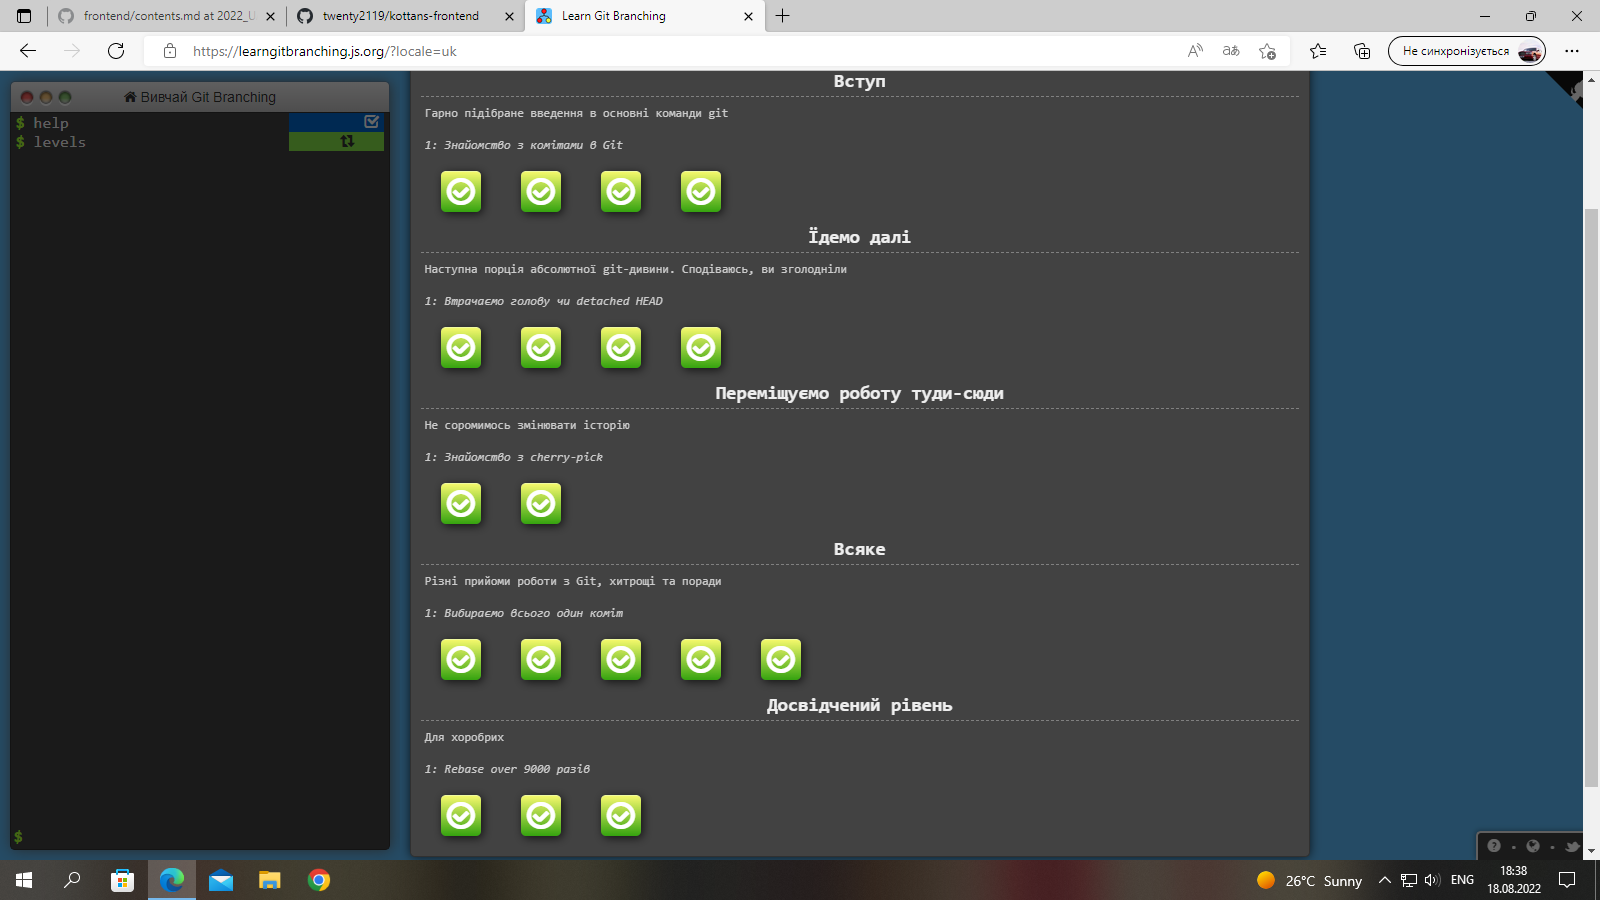 frontend/contents.md at 2022_U
twenty2119/kottans-frontend
Learn Git Branching
https://learngitbranching.js.org/?locale=uk
Не синхронізується
Вивчай Git Branching
$ help
$ levels
$
Вступ
Гарно підібране введення в основні команди git
1: Знайомство з комітами в Git
Їдемо далі
Наступна порція абсолютної git-дивини. Сподіваюсь, ви зголодніли
1: Втрачаємо голову чи detached HEAD
Переміщуємо роботу туди-сюди
Не соромимось змінювати історію
1: Знайомство з cherry-pick
Всяке
Різні прийоми роботи з Git, хитрощі та поради
1: Вибираємо всього один коміт
Досвідчений рівень
Для хоробрих
1: Rebase over 9000 разів
26°C Sunny
ENG
18:38
18.08.2022